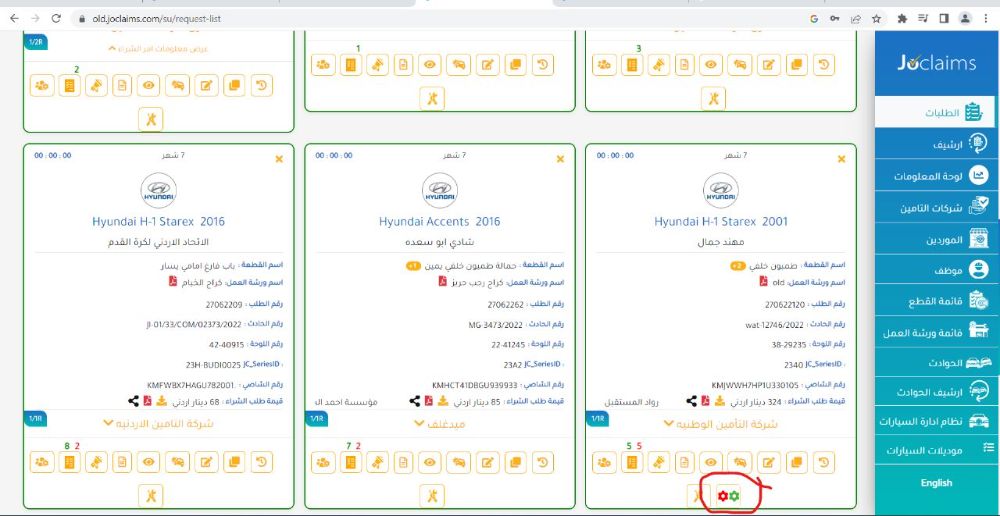 old.joclaims.com/su/request-list
Joclaims
الطلبات
ارشيف
لوحة المعلومات
شركات التامين
الموردين
موظف
قائمة القطع
قائمة ورشة العمل
الحوادث
ارشيف الحوادث
نظام ادارة السيارات
موديلات السيارات
English
3
1
1/2R
عرض معلومات امر الشراء
2
7 شهر
00 : 00 : 00
HYUNDAI
Hyundai H-1 Starex 2001
مهند جمال
اسم القطعة : طمبون خلفي +2
اسم ورشة العمل: old
رقم الطلب : 270622120
رقم الحادث : wat-12746/2022
رقم اللوحة : 38-29235
JC_SeriesID : 2340
رقم الشاصي : KMJWWH7HP1U330105
قيمة طلب الشراء : 324 دينار اردني رواد المستقبل
1/1R
شركة التأمين الوطنيه
5 5
7 شهر
00 : 00 : 00
HYUNDAI
Hyundai Accents 2016
شادي ابو سعده
اسم القطعة : حمالة طمبون خلفي يمين +1
اسم ورشة العمل: كراج رجب حريز
رقم الطلب : 27062262
رقم الحادث : MG-3473/2022
رقم اللوحة : 22-41245
JC_SeriesID : 23A2
رقم الشاصي : KMHCT41DBGU939933
قيمة طلب الشراء : 85 دينار اردني مؤسسة احمد ال
1/1R
ميدغلف
7 2
7 شهر
00 : 00 : 00
HYUNDAI
Hyundai H-1 Starex 2016
الاتحاد الاردني لكرة القدم
اسم القطعة : باب فارغ امامي يسار
اسم ورشة العمل: كراج الخيام
رقم الطلب : 27062209
رقم الحادث : JI-01/33/COM/02373/2022
رقم اللوحة : 42-40915
JC_SeriesID : 23H-BUDI0025
رقم الشاصي : KMFWBX7HAGU782001.
قيمة طلب الشراء : 68 دينار اردني
1/1R
شركة التامين الاردنيه
8 2